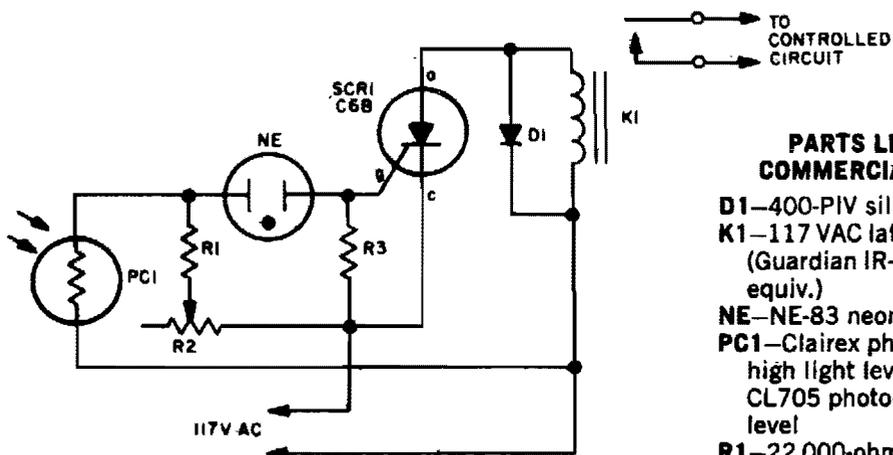 TO
CONTROLLED
CIRCUIT
a
SCR1
C6B
NE
D1
K1
g
c
R1
R3
PC1
R2
117V AC
PARTS
COMMERCIA
D1–400-PIV sil
K1–117 VAC lat
(Guardian IR-
equiv.)
NE–NE-83 neon
PC1–Clairex ph
high light lev
CL705 photo
level
R1–22,000-ohm